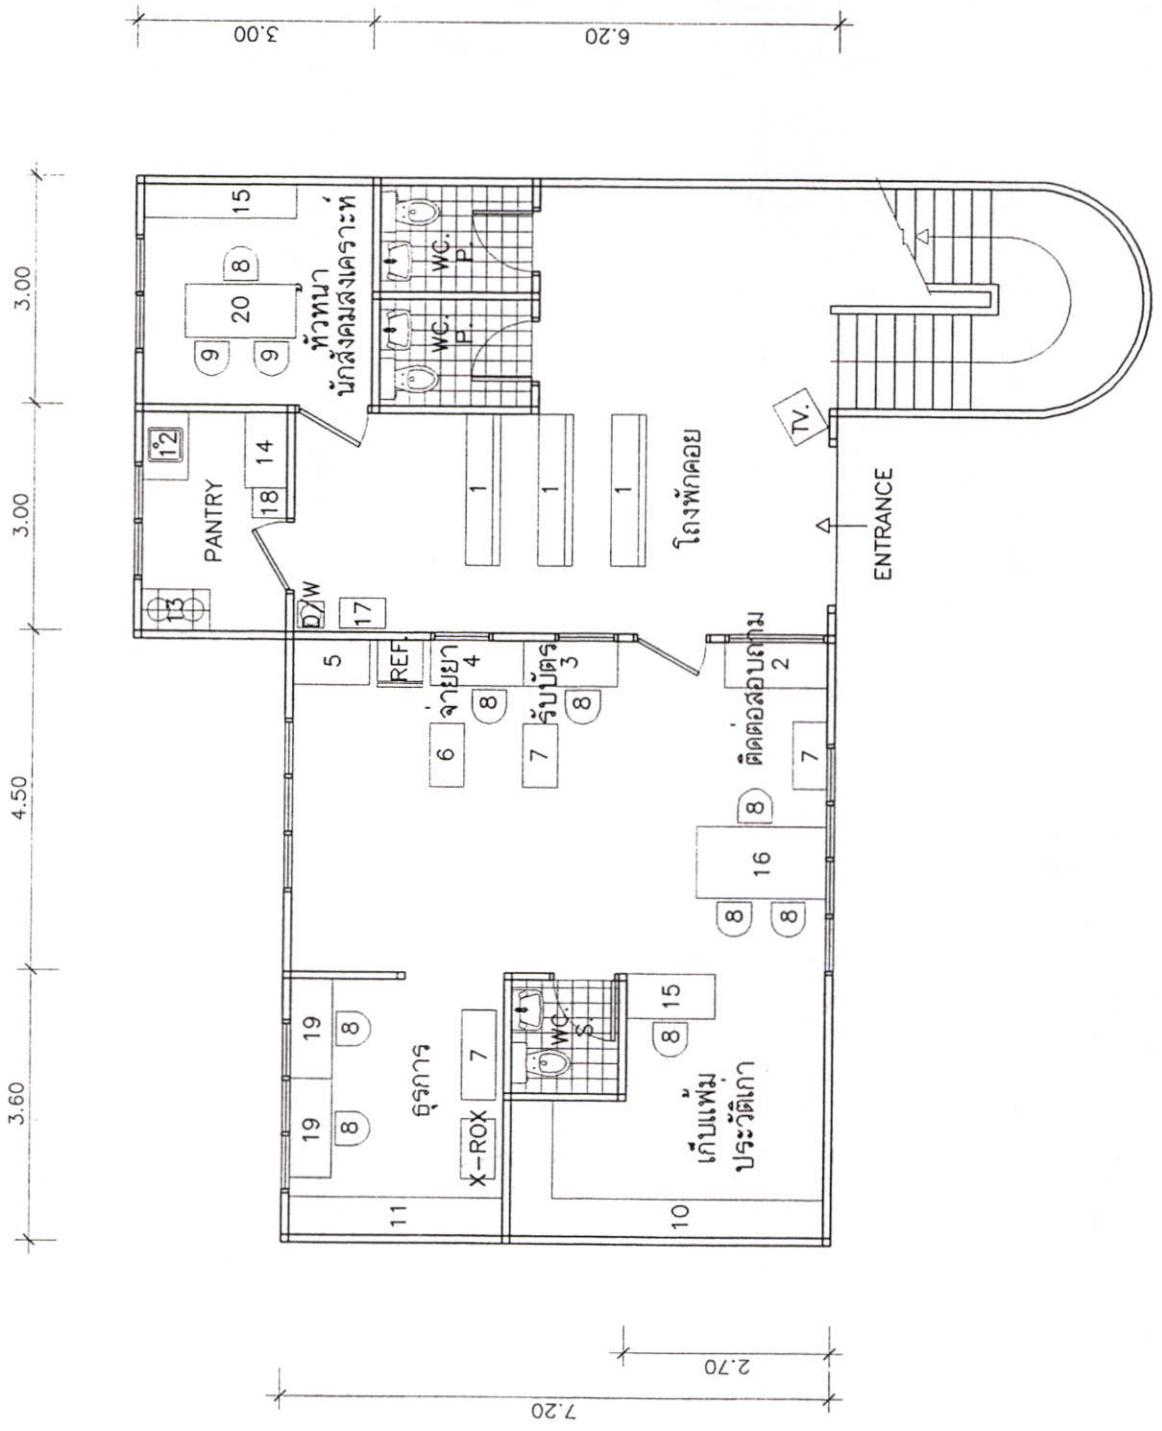 3.60
4.50
3.00
3.00
3.00
6.20
7.20
2.70
13
12
PANTRY
18
14
9
9
20
8
15
หัวหน้า
นักสังคมสงเคราะห์
D/W
17
WC.
P.
WC.
P.
19
19
8
8
ธุรการ
11
X-ROX
7
5
REF.
จ่ายยา
4
8
6
รับบัตร
3
8
7
1
1
1
โถงพักคอย
WC.
S.
15
8
เก็บแฟ้ม
ประวัติเก่า
10
ติดต่อสอบถาม
2
7
8
16
8
8
TV.
ENTRANCE